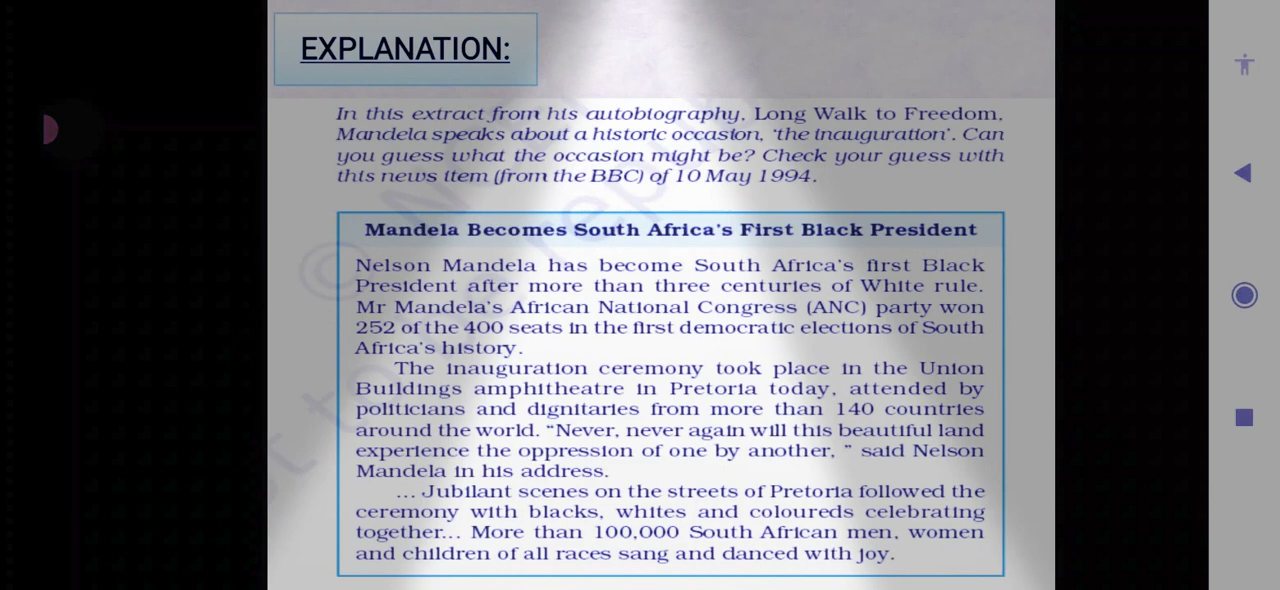 EXPLANATION:
In this extract from his autobiography, Long Walk to Freedom,
Mandela speaks about a historic occasion, ‘the inauguration’. Can
you guess what the occasion might be? Check your guess with
this news item (from the BBC) of 10 May 1994.
Mandela Becomes South Africa’s First Black President
Nelson Mandela has become South Africa’s first Black
President after more than three centuries of White rule.
Mr Mandela’s African National Congress (ANC) party won
252 of the 400 seats in the first democratic elections of South
Africa’s history.
The inauguration ceremony took place in the Union
Buildings amphitheatre in Pretoria today, attended by
politicians and dignitaries from more than 140 countries
around the world. “Never, never again will this beautiful land
experience the oppression of one by another, ” said Nelson
Mandela in his address.
... Jubilant scenes on the streets of Pretoria followed the
ceremony with blacks, whites and coloureds celebrating
together... More than 100,000 South African men, women
and children of all races sang and danced with joy.